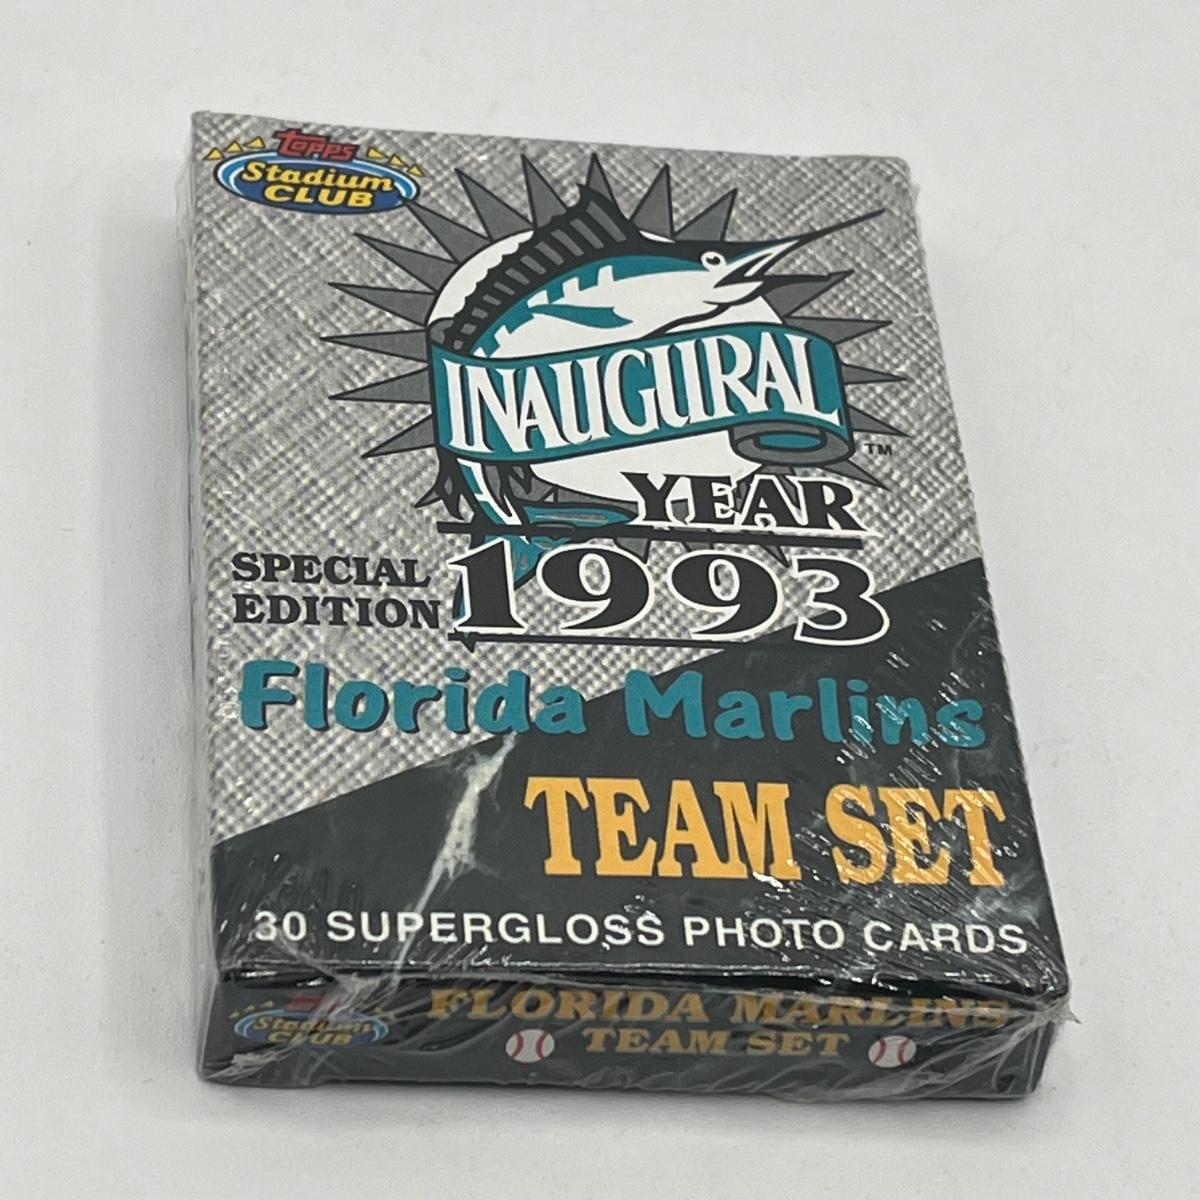 Topps
Stadium
CLUB
INAUGURAL
TM
YEAR
1993
SPECIAL
EDITION
Florida Marlins
TEAM SET
30 SUPERGLOSS PHOTO CARDS
Stadium
CLUB
FLORIDA MARLINS
TEAM SET